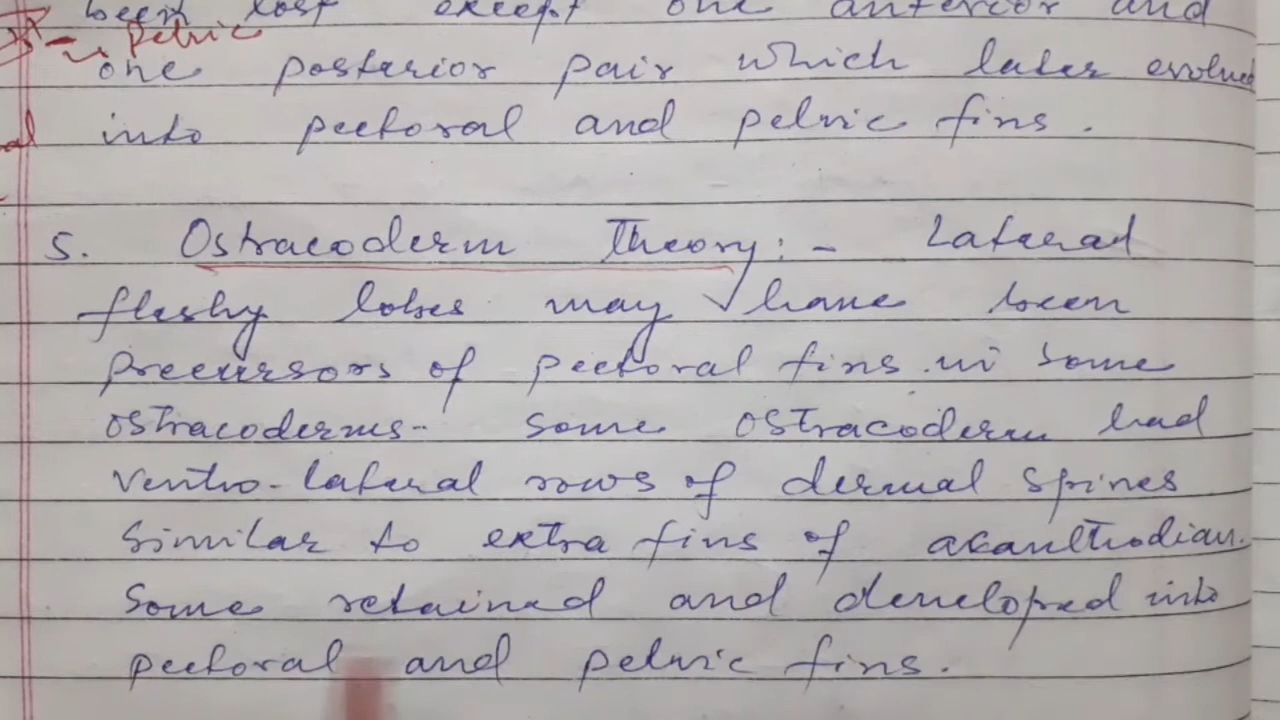 been lost except one anterior and
Pelvic
one posterior pair which later evolved
into pectoral and pelvic fins.
5. Ostracoderm Theory:- Lateral
fleshy lobes may have been
precursors of pectoral fins in some
ostracoderms. Some ostracoderm had
ventro-lateral rows of dermal spines
similar to extra fins of acanthodian.
Some retained and developed into
pectoral and pelvic fins.